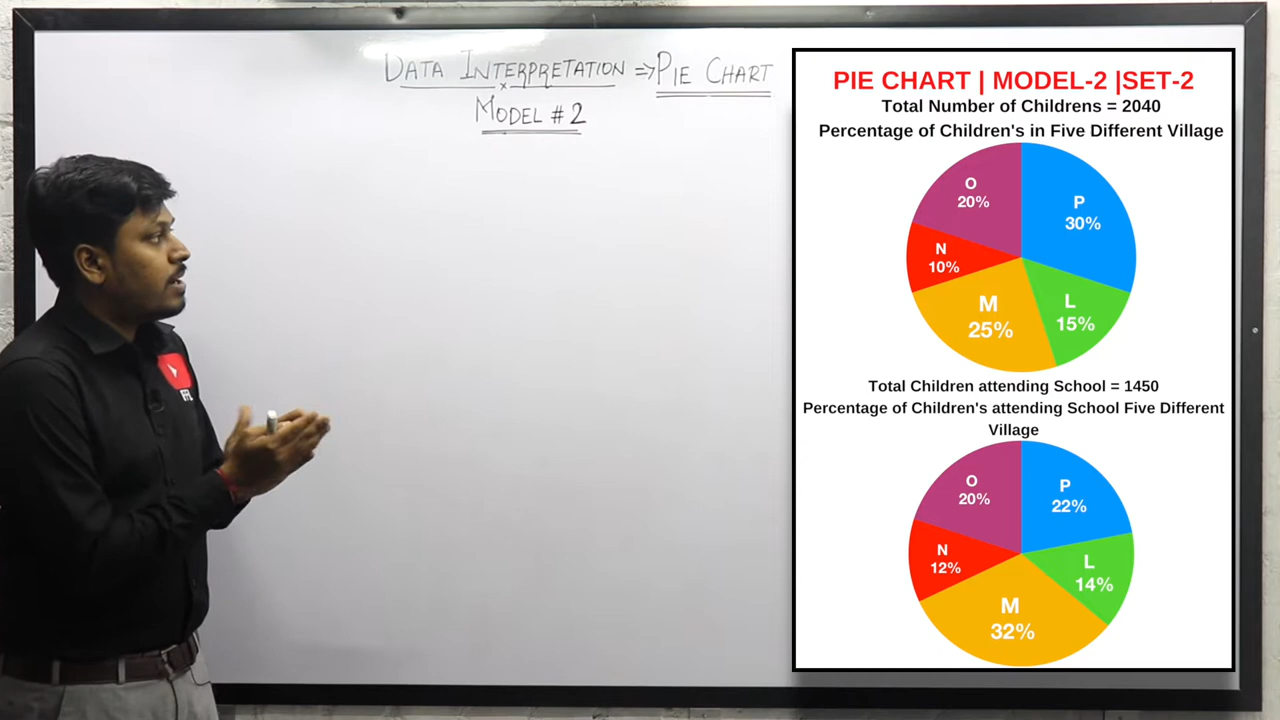 DATA INTERPRETATION ⇒ PIE CHART
MODEL # 2
PIE CHART | MODEL-2 |SET-2
Total Number of Childrens = 2040
Percentage of Children's in Five Different Village
O
20%
P
30%
N
10%
M
25%
L
15%
Total Children attending School = 1450
Percentage of Children's attending School Five Different
Village
O
20%
P
22%
N
12%
L
14%
M
32%
FFL